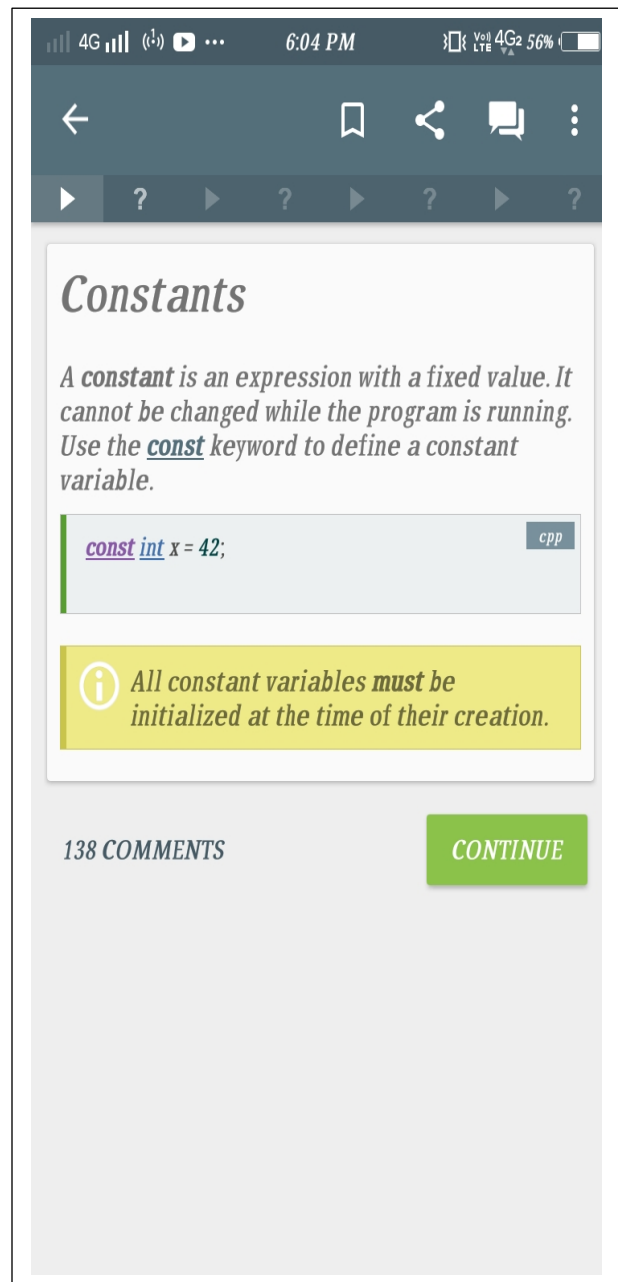 4G 6:04 PM Vo)) LTE 4G2 56%
? ? ? ?
Constants
A constant is an expression with a fixed value. It
cannot be changed while the program is running.
Use the const keyword to define a constant
variable.
cpp
const int x = 42;
All constant variables must be
initialized at the time of their creation.
138 COMMENTS CONTINUE